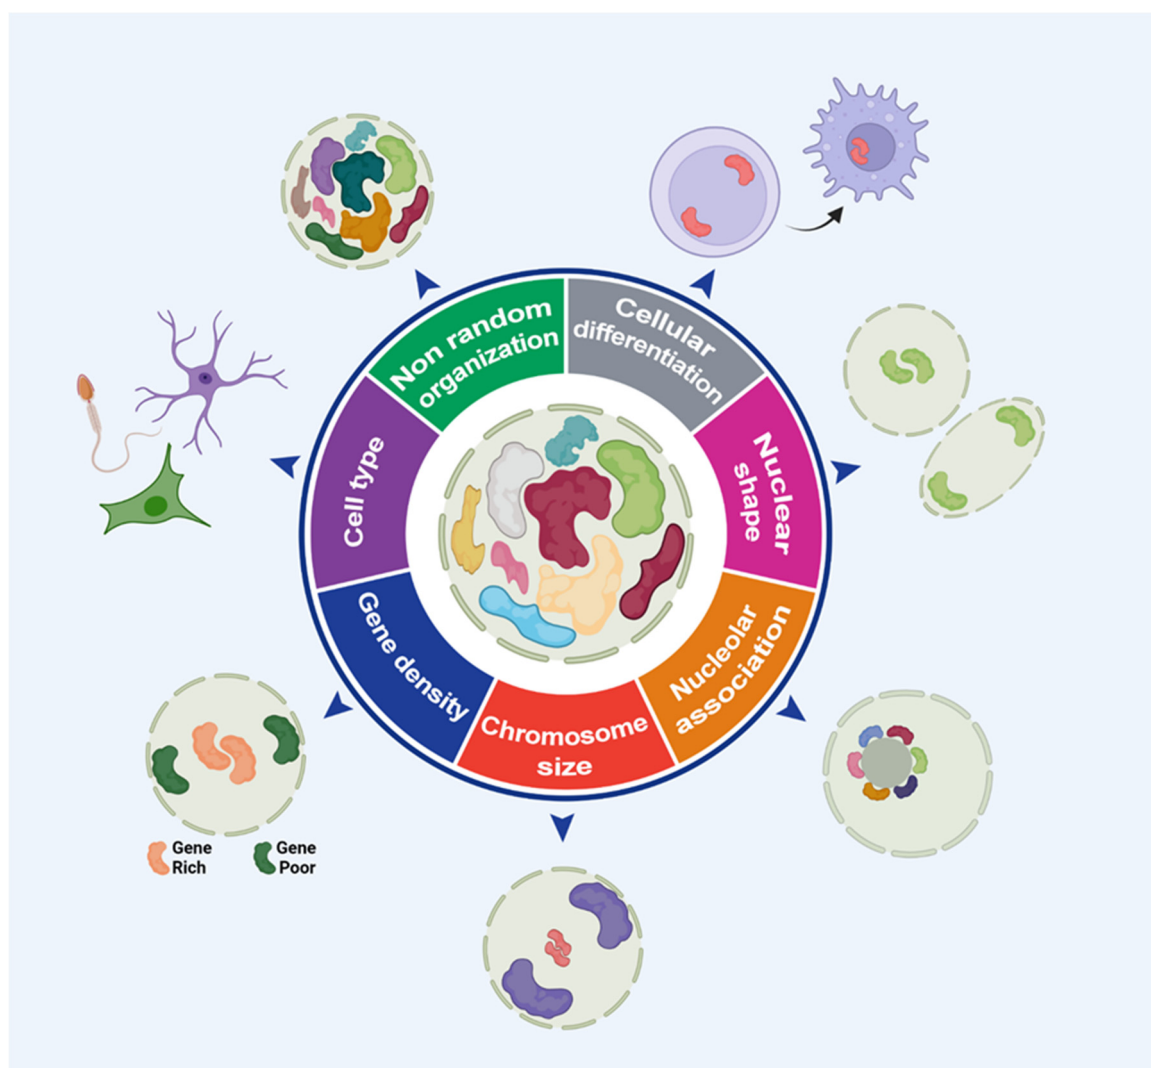 Non random
organization
Cellular
differentiation
Nuclear
shape
Nucleolar
association
Chromosome
size
Gene density
Cell type
Gene
Rich
Gene
Poor